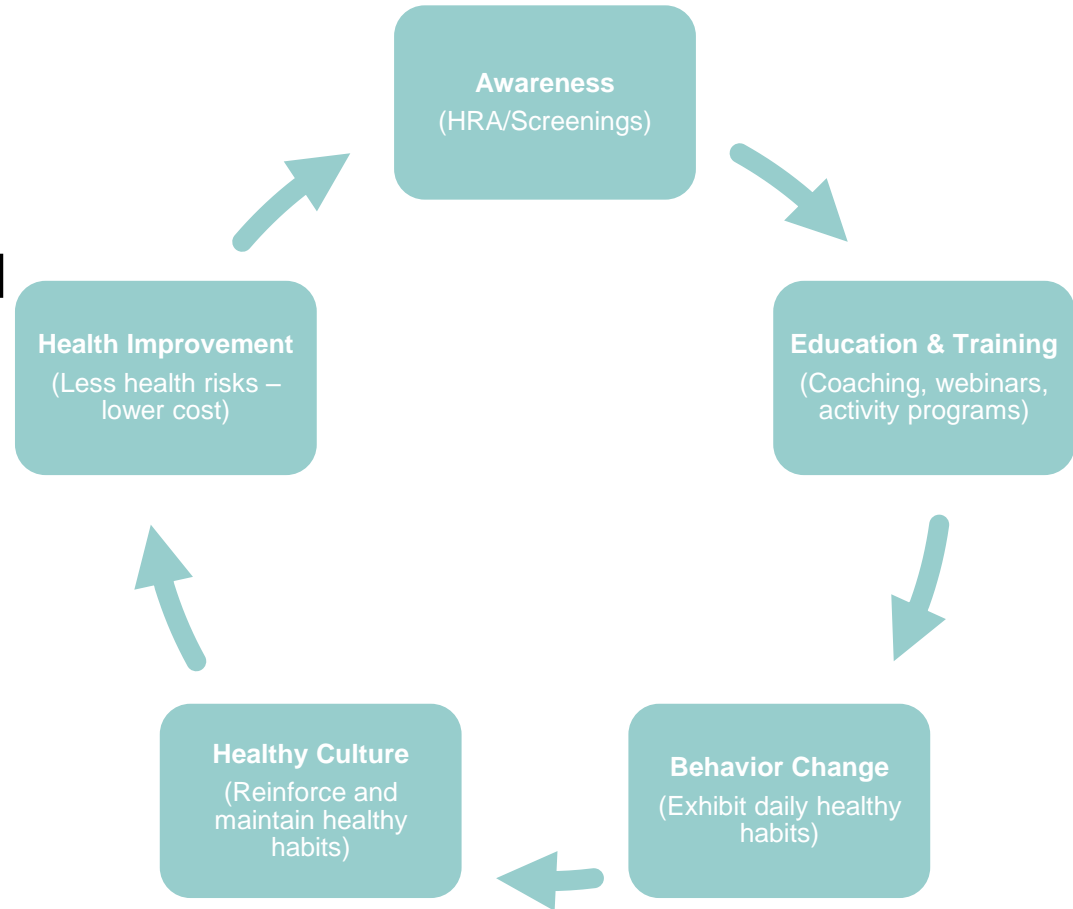 Awareness
(HRA/Screenings)
Education & Training
(Coaching, webinars,
activity programs)
Behavior Change
(Exhibit daily healthy
habits)
Healthy Culture
(Reinforce and
maintain healthy
habits)
Health Improvement
(Less health risks –
lower cost)